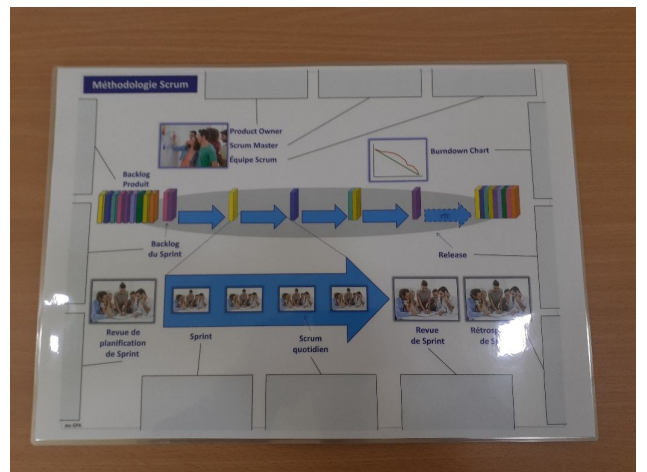 Méthodologie Scrum
Product Owner
Scrum Master
Équipe Scrum
Burndown Chart
Backlog
Produit
Backlog
du Sprint
Release
Revue de
planification
de Sprint
Sprint
Scrum
quotidien
Revue
de Sprint